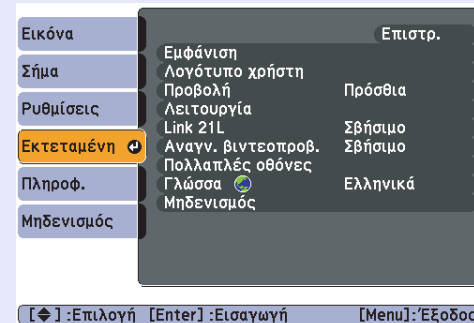 Εικόνα
Σήμα
Ρυθμίσεις
Εκτεταμένη
Πληροφ.
Μηδενισμός
Επιστρ.
Εμφάνιση
Λογότυπο χρήστη
Προβολή Πρόσθια
Λειτουργία
Link 21L Σβήσιμο
Αναγν. βιντεοπροβ. Σβήσιμο
Πολλαπλές οθόνες
Γλώσσα Ελληνικά
Μηδενισμός
[◆] :Επιλογή [Enter] :Εισαγωγή [Menu]:Έξοδος